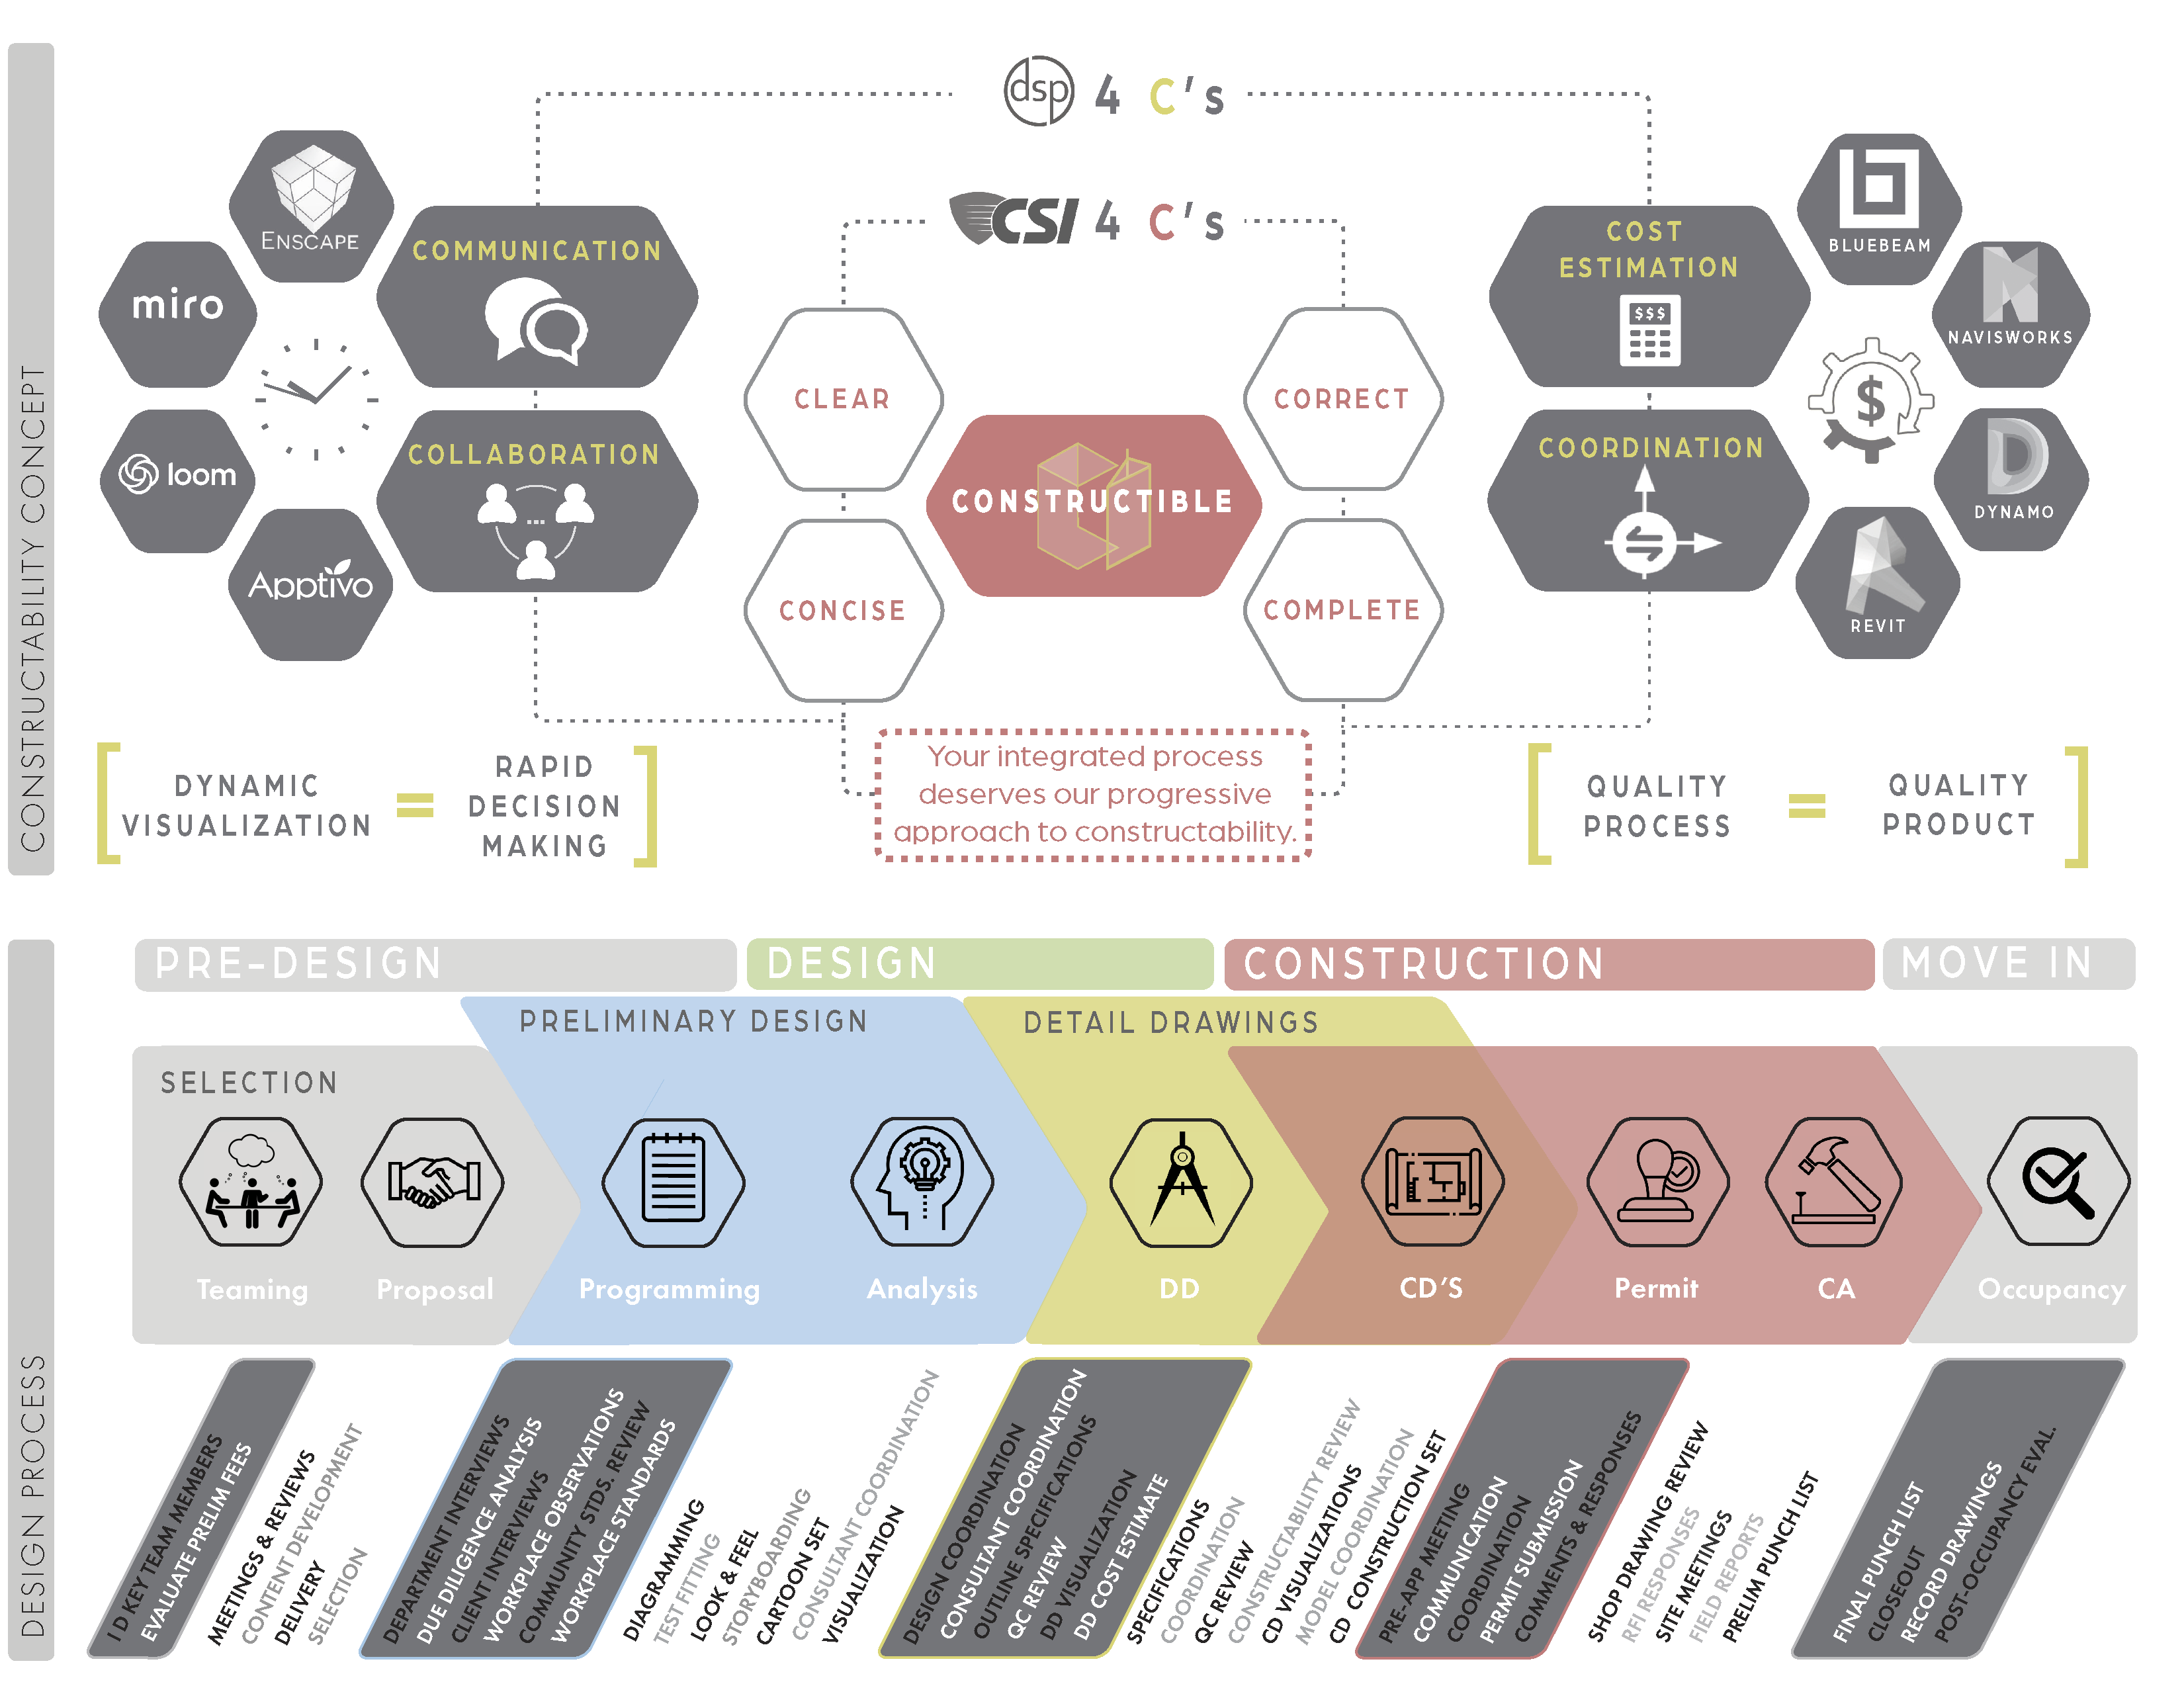 CONSTRUCTABILITY CONCEPT
dsp 4 C's
CSI 4 C's
ENSCAPE
miro
loom
Apptivo
COMMUNICATION
COLLABORATION
CLEAR
CONCISE
CONSTRUCTIBLE
CORRECT
COMPLETE
COST
ESTIMATION
$$$
COORDINATION
BLUEBEAM
NAVISWORKS
$
DYNAMO
REVIT
DYNAMIC
VISUALIZATION
=
RAPID
DECISION
MAKING
Your integrated process
deserves our progressive
approach to constructability.
QUALITY
PROCESS
=
QUALITY
PRODUCT
DESIGN PROCESS
PRE-DESIGN
DESIGN
CONSTRUCTION
MOVE IN
PRELIMINARY DESIGN
DETAIL DRAWINGS
SELECTION
Teaming
Proposal
Programming
Analysis
DD
CD'S
Permit
CA
Occupancy
I D KEY TEAM MEMBERS
EVALUATE PRELIM FEES
MEETINGS & REVIEWS
CONTENT DEVELOPMENT
DELIVERY
SELECTION
DEPARTMENT INTERVIEWS
DUE DILIGENCE ANALYSIS
CLIENT INTERVIEWS
WORKPLACE OBSERVATIONS
COMMUNITY STDS. REVIEW
WORKPLACE STANDARDS
DIAGRAMMING
TEST FITTING
LOOK & FEEL
STORYBOARDING
CARTOON SET
CONSULTANT COORDINATION
VISUALIZATION
DESIGN COORDINATION
CONSULTANT COORDINATION
OUTLINE SPECIFICATIONS
QC REVIEW
DD VISUALIZATION
DD COST ESTIMATE
SPECIFICATIONS
COORDINATION
QC REVIEW
CONSTRUCTABILITY REVIEW
CD VISUALIZATIONS
MODEL COORDINATION
CD CONSTRUCTION SET
PRE-APP MEETING
COMMUNICATION
COORDINATION
PERMIT SUBMISSION
COMMENTS & RESPONSES
SHOP DRAWING REVIEW
RFI RESPONSES
SITE MEETINGS
FIELD REPORTS
PRELIM PUNCH LIST
FINAL PUNCH LIST
CLOSEOUT
RECORD DRAWINGS
POST-OCCUPANCY EVAL.